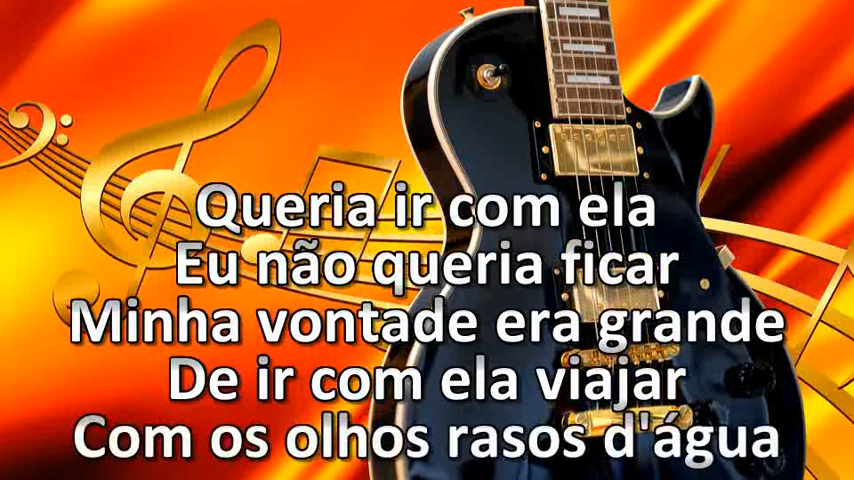 Queria ir com ela
Eu não queria ficar
Minha vontade era grande
De ir com ela viajar
Com os olhos rasos d'água